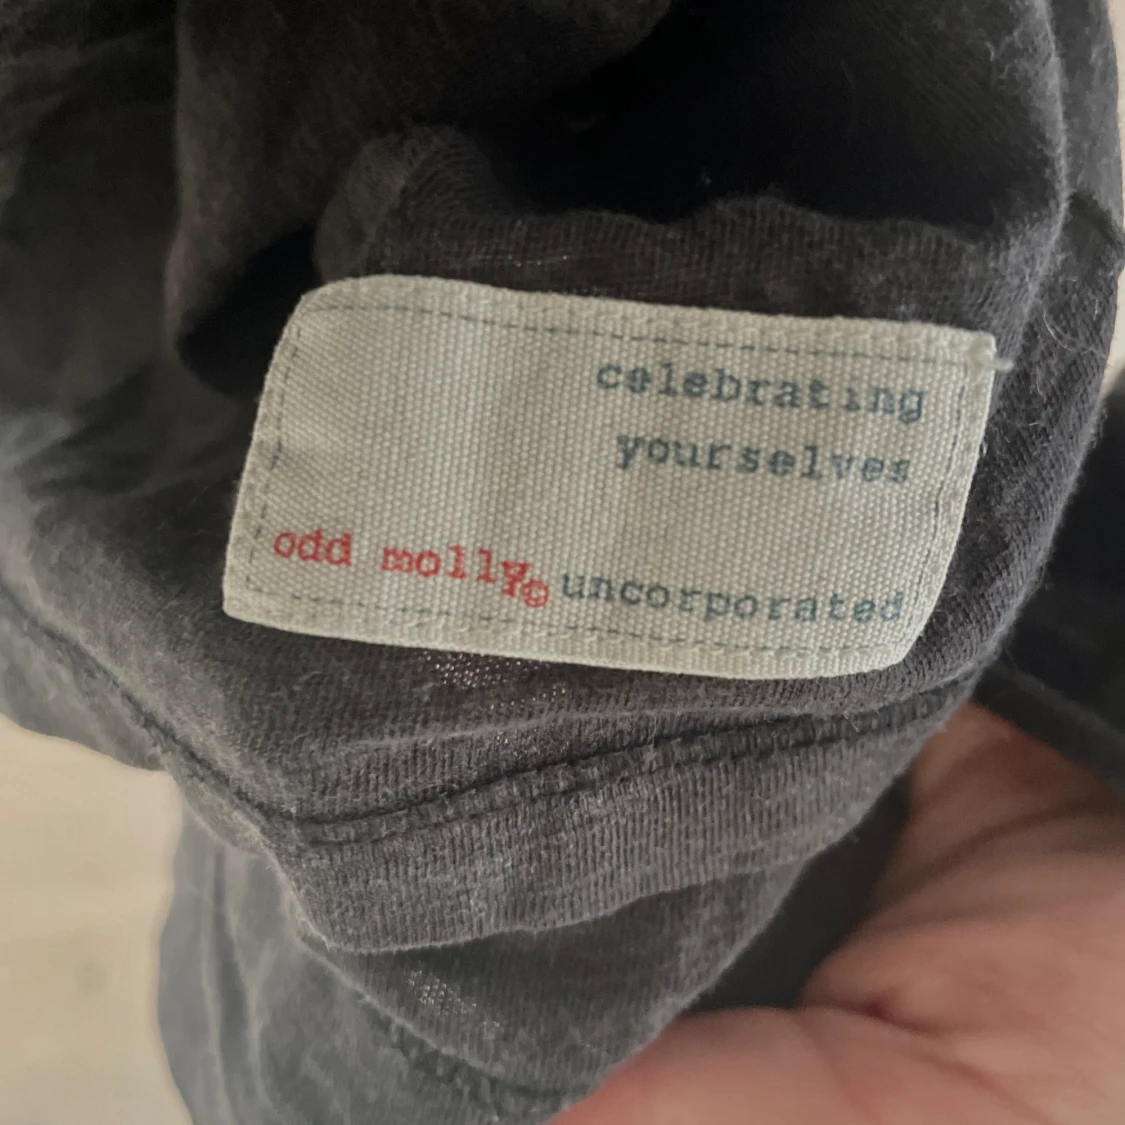 celebrating
yourselves
odd molly© uncorporated